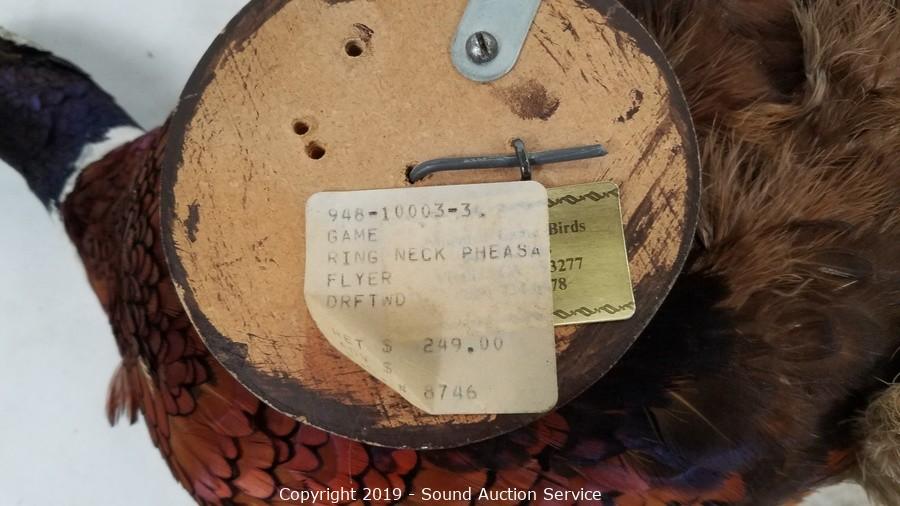 948-10003-3.
GAME
RING NECK PHEASA
FLYER
DRFTWD
RET $ 249.00
$
# 8746
Birds
3277
78
Copyright 2019 - Sound Auction Service